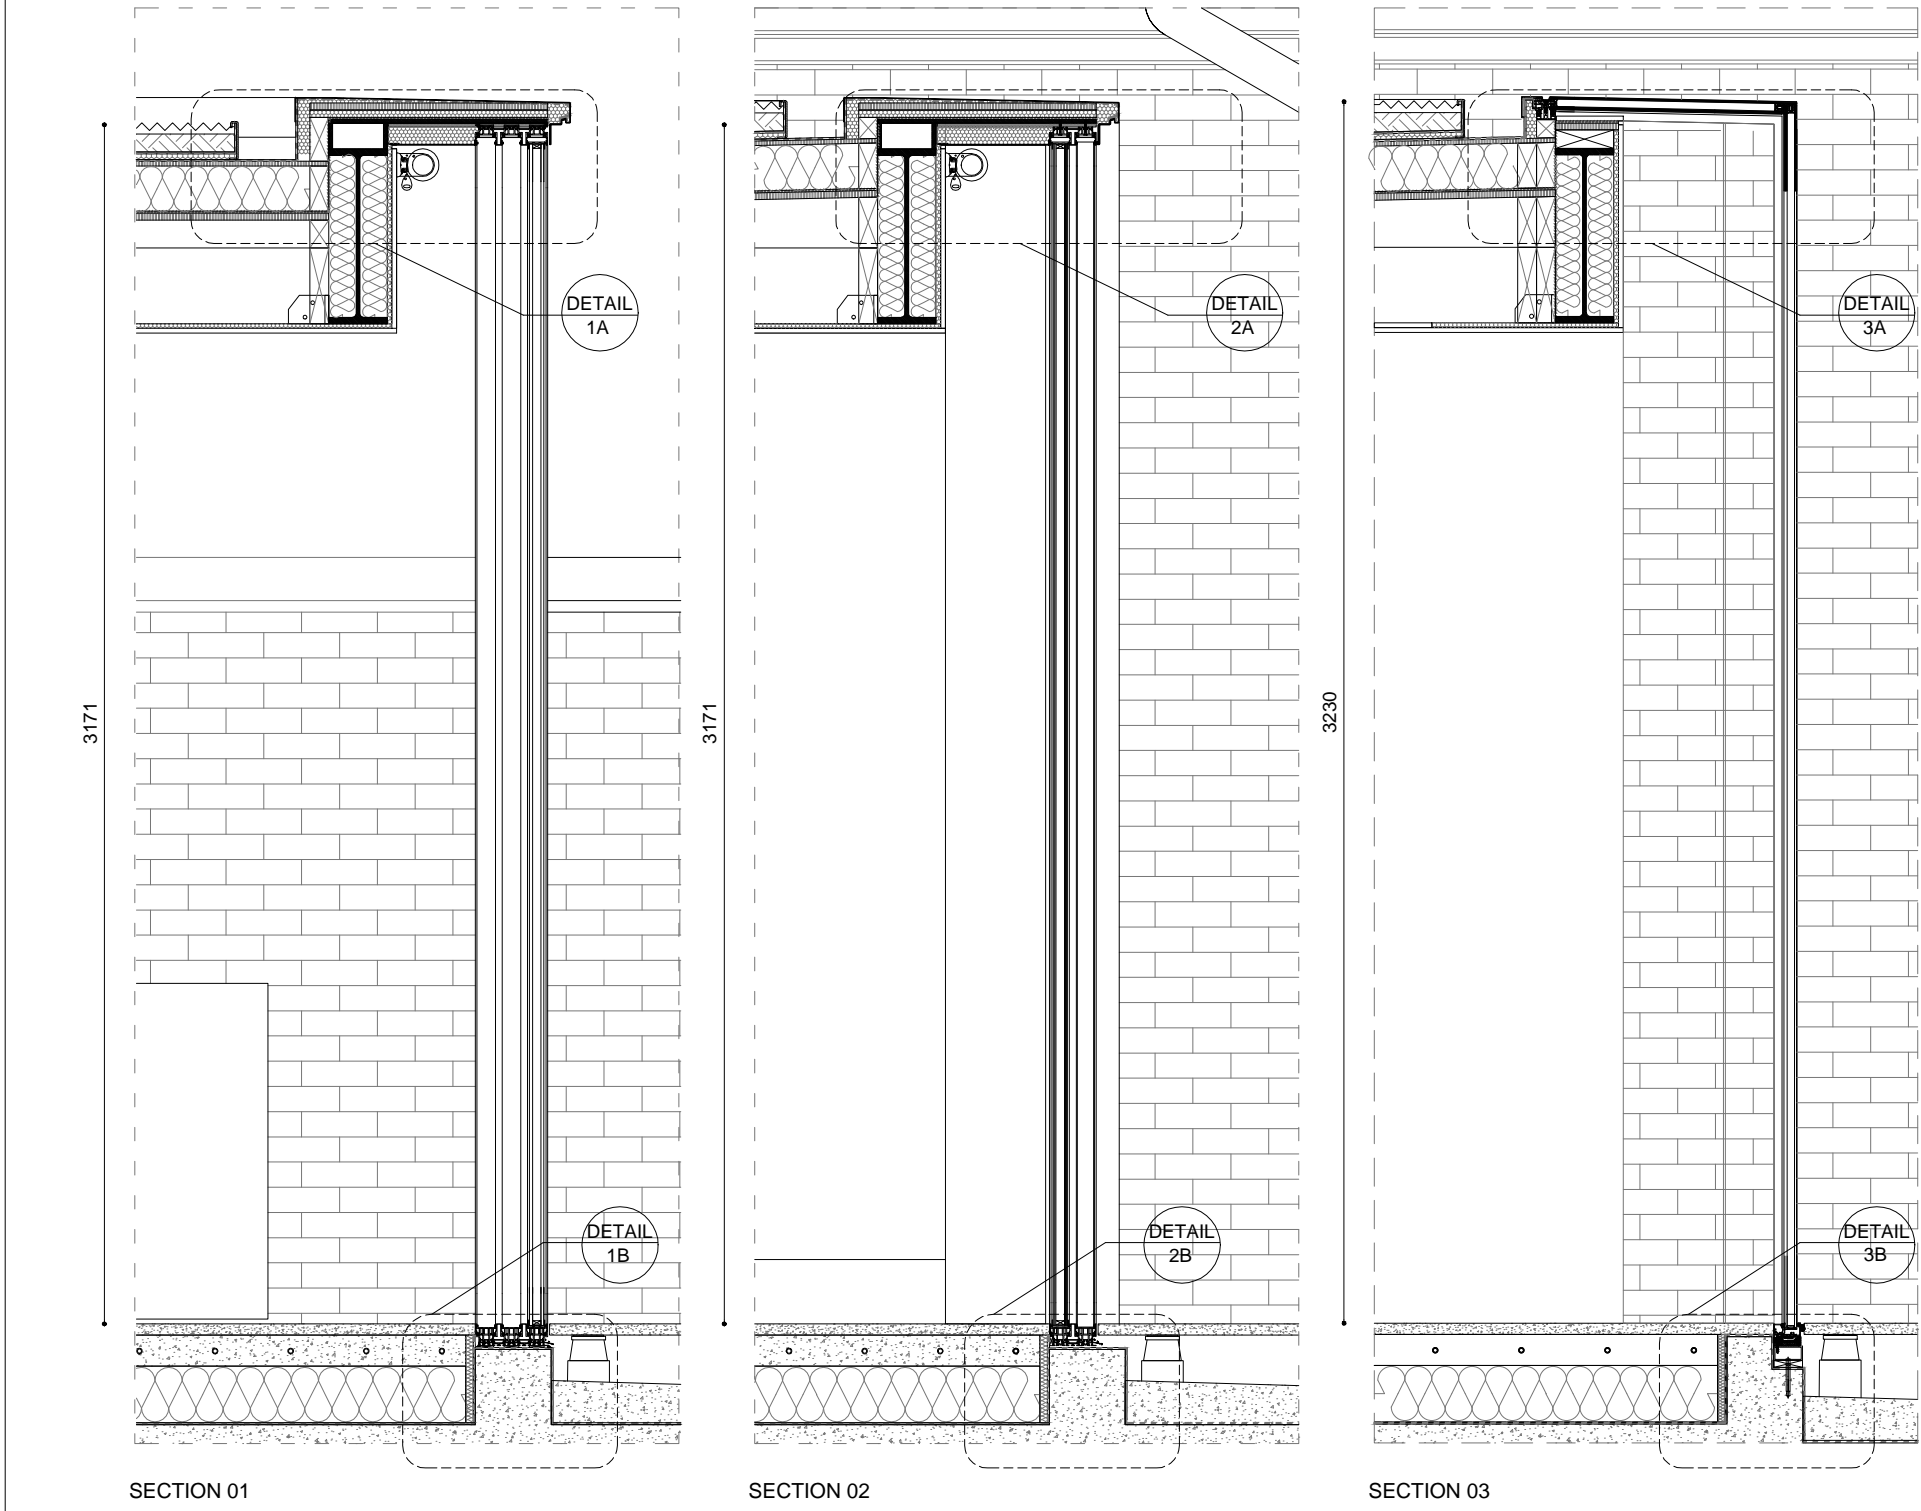 DETAIL
1A
DETAIL
2A
DETAIL
3A
3171
3171
3230
DETAIL
1B
DETAIL
2B
DETAIL
3B
SECTION 01
SECTION 02
SECTION 03